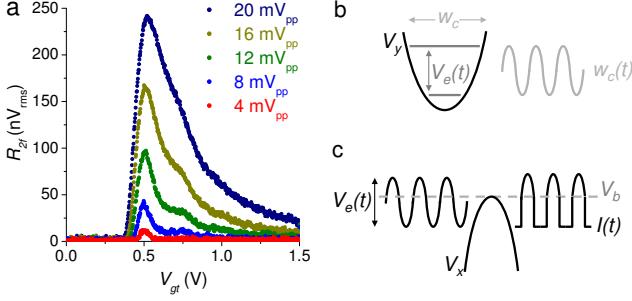 a
20 mVpp
16 mVpp
12 mVpp
8 mVpp
4 mVpp
250
200
150
100
50
0
R2f (nVrms)
0.0 0.5 1.0 1.5
Vgt (V)
b
wc
Vy
Ve(t)
wc(t)
c
Ve(t)
Vb
I(t)
Vx